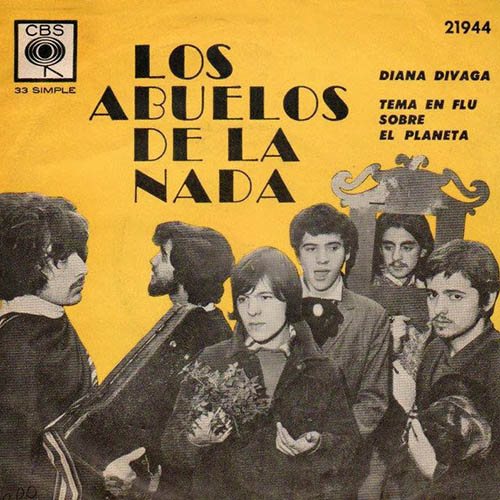 CBS
33 SIMPLE
LOS
ABUELOS
DE LA
NADA
21944
DIANA DIVAGA
TEMA EN FLU
SOBRE
EL PLANETA